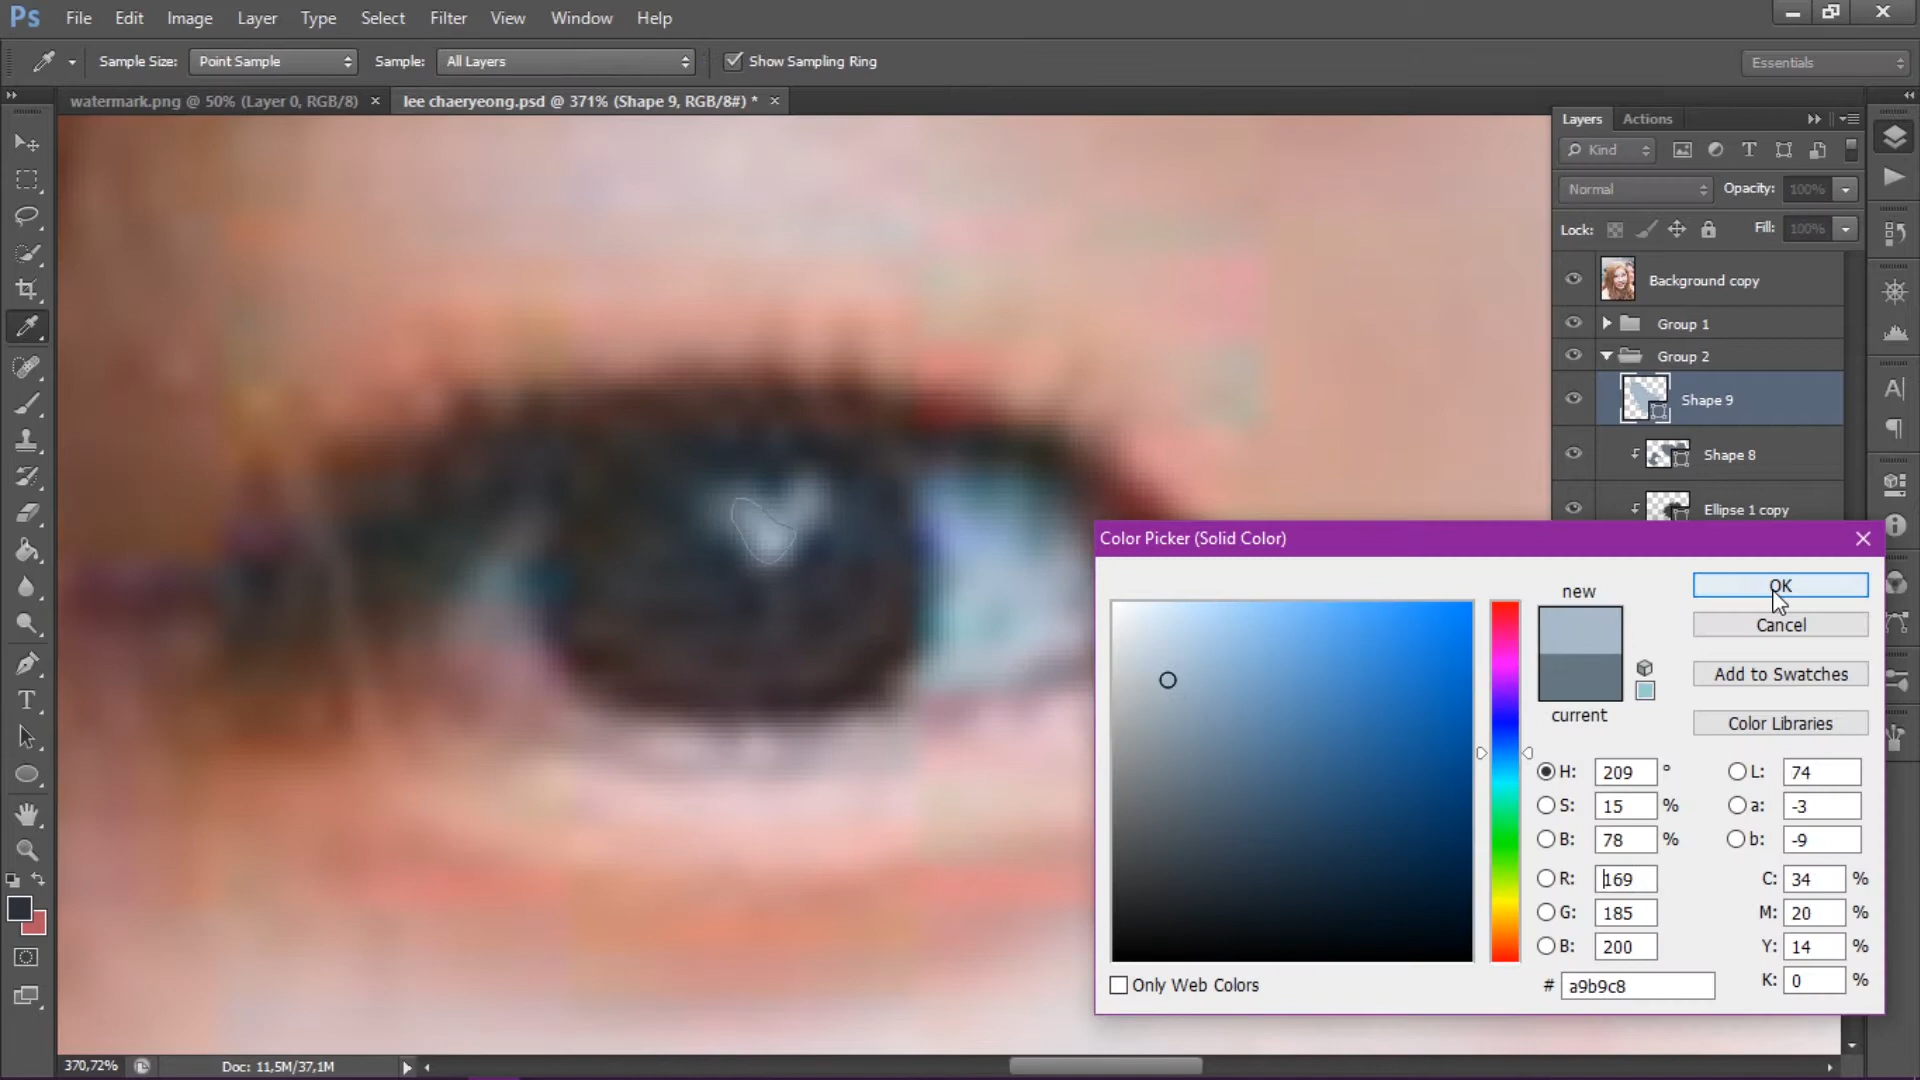 Ps File Edit Image Layer Type Select Filter View Window Help
Sample Size: Point Sample Sample: All Layers Show Sampling Ring Essentials
watermark.png @ 50% (Layer 0, RGB/8) × lee chaeryeong.psd @ 371% (Shape 9, RGB/8#) * ×
Layers Actions
Kind
Normal Opacity: 100%
Lock: Fill: 100%
Background copy
Group 1
Group 2
Shape 9
Shape 8
Ellipse 1 copy
Color Picker (Solid Color)
new
current
OK
Cancel
Add to Swatches
Color Libraries
H: 209 ° L: 74
S: 15 % a: -3
B: 78 % b: -9
R: 169 C: 34 %
G: 185 M: 20 %
B: 200 Y: 14 %
# a9b9c8 K: 0 %
Only Web Colors
370,72% Doc: 11,5M/37,1M